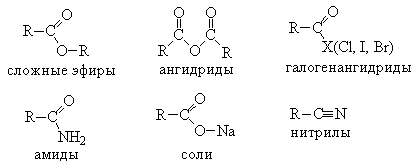 R-C(=O)O-R
сложные эфиры
R-C(=O)-O-C(=O)-R
ангидриды
R-C(=O)X(Cl, I, Br)
галогенангидриды
R-C(=O)NH₂
амиды
R-C(=O)O-Na
соли
R-C≡N
нитрилы